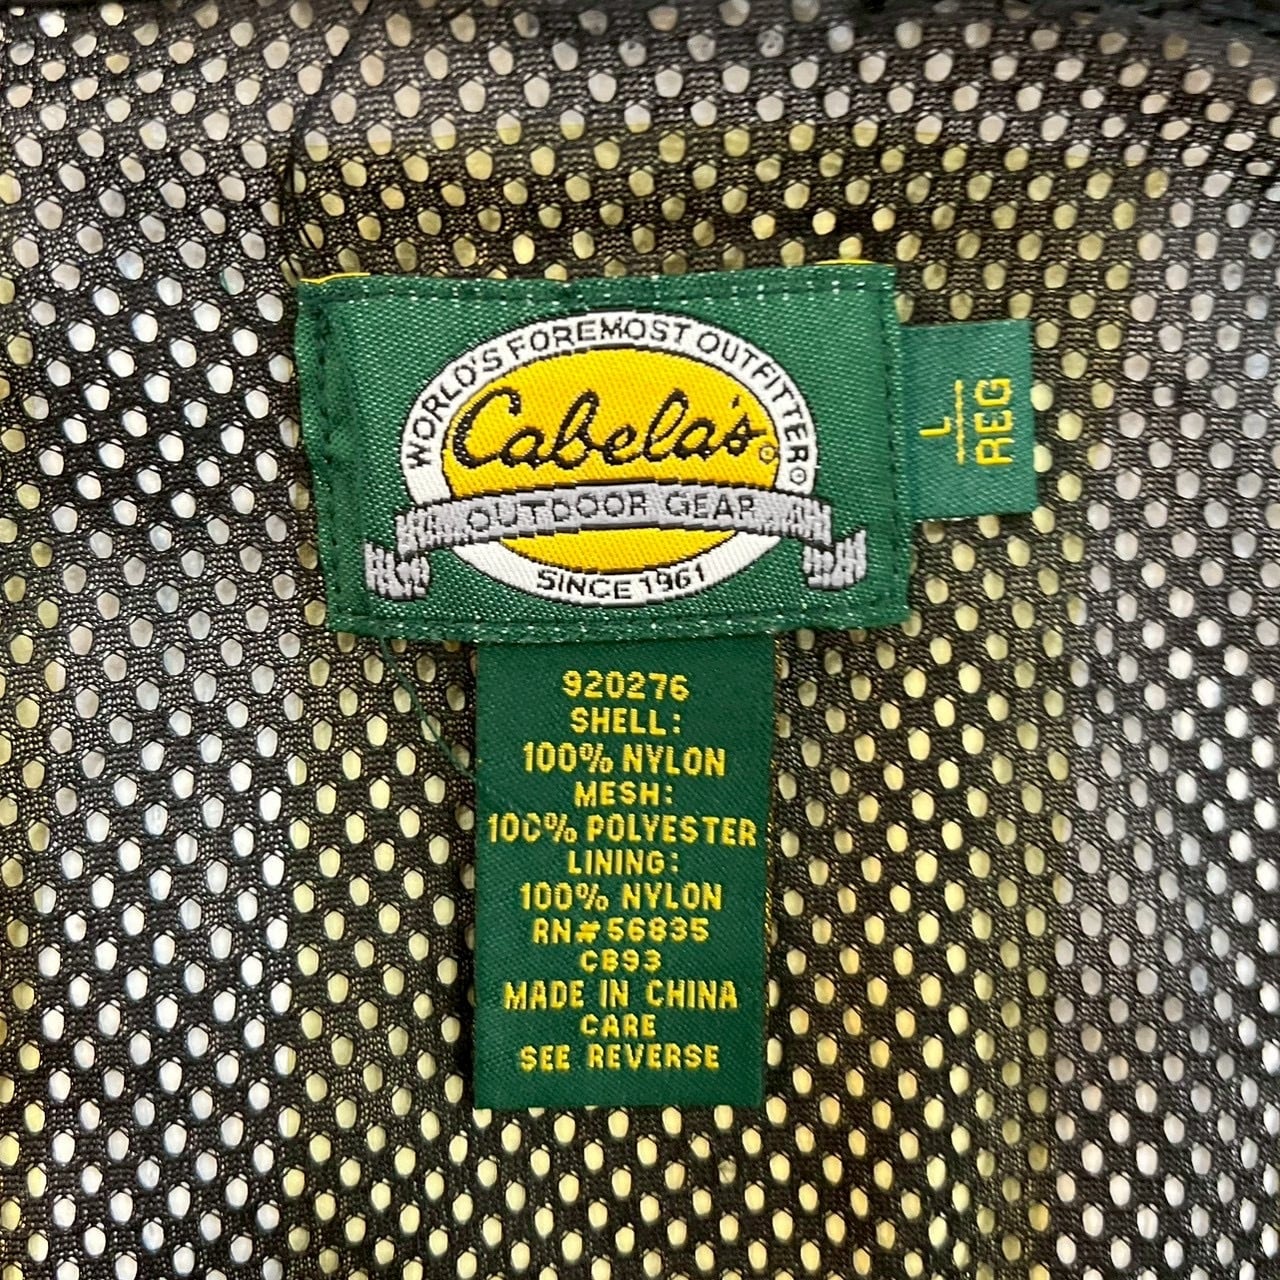 WORLD'S FOREMOST OUTFITTER®
Cabela's®
OUTDOOR GEAR
SINCE 1961
L
REG
920276
SHELL:
100% NYLON
MESH:
100% POLYESTER
LINING:
100% NYLON
RN#56835
CB93
MADE IN CHINA
CARE
SEE REVERSE